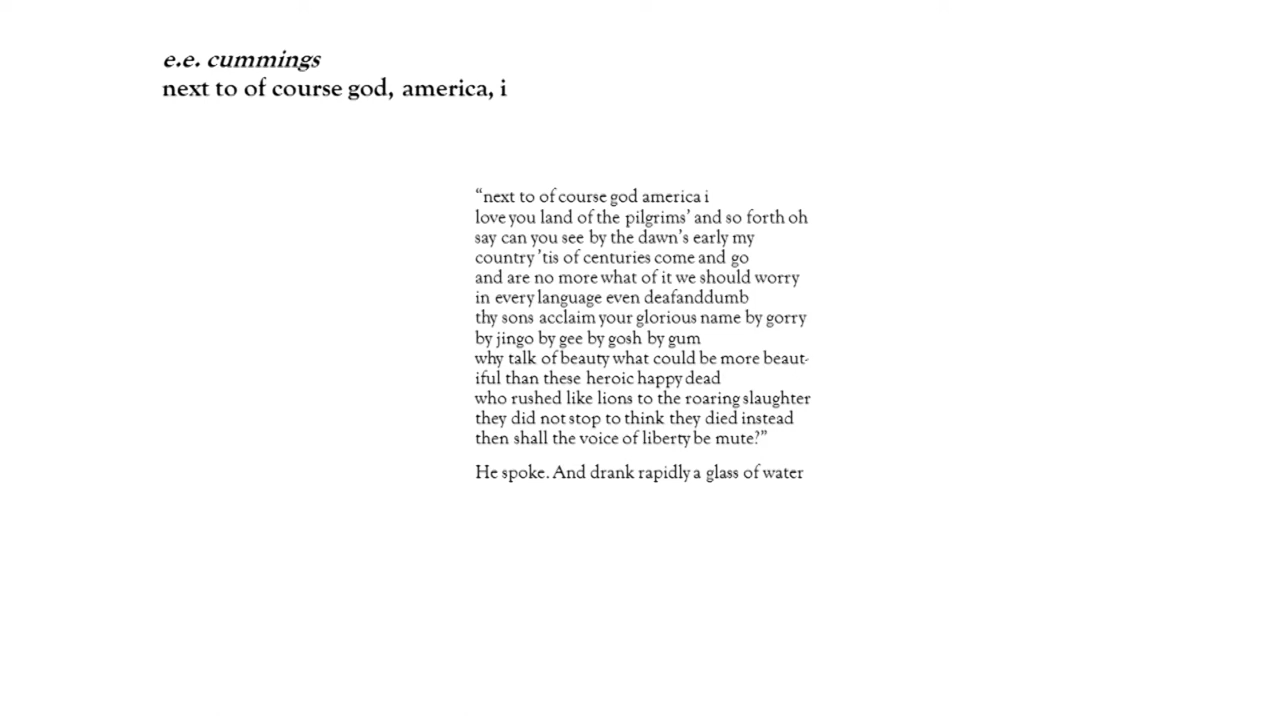 e.e. cummings
next to of course god, america, i
“next to of course god america i
love you land of the pilgrims’ and so forth oh
say can you see by the dawn’s early my
country ’tis of centuries come and go
and are no more what of it we should worry
in every language even deafanddumb
thy sons acclaim your glorious name by gorry
by jingo by gee by gosh by gum
why talk of beauty what could be more beaut-
iful than these heroic happy dead
who rushed like lions to the roaring slaughter
they did not stop to think they died instead
then shall the voice of liberty be mute?”
He spoke. And drank rapidly a glass of water